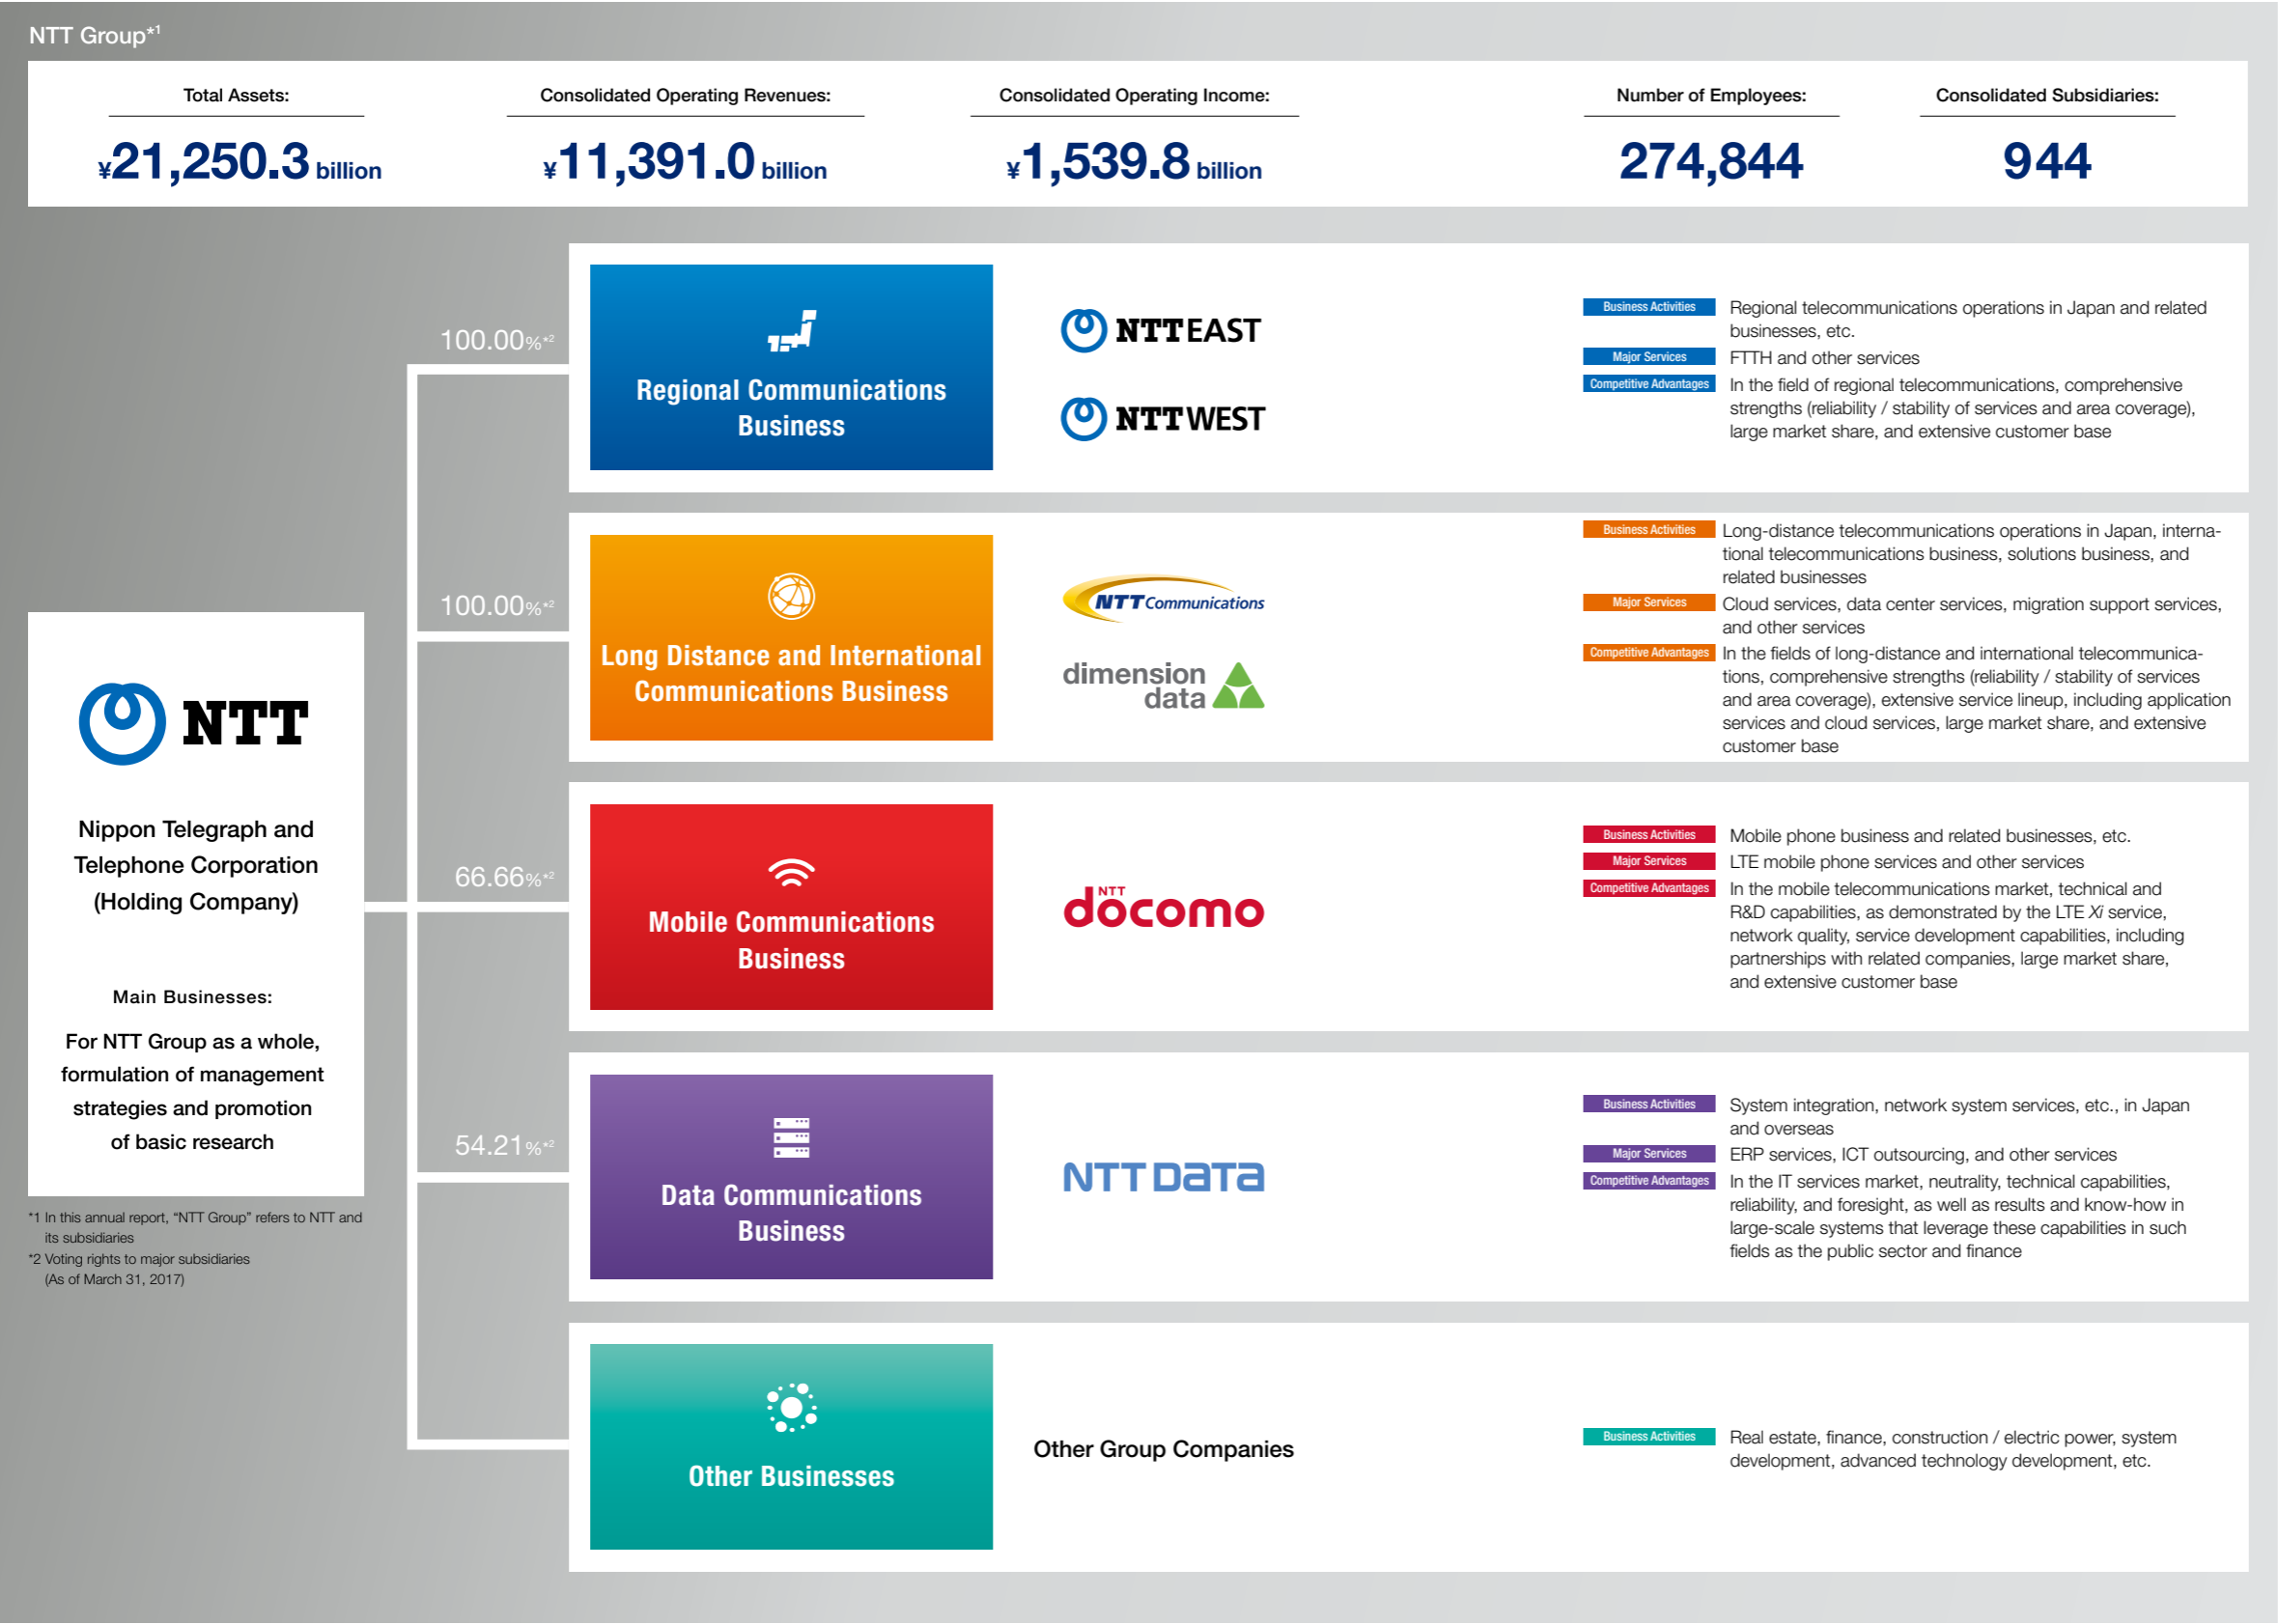 NTT Group*1
Total Assets:
¥21,250.3 billion
Consolidated Operating Revenues:
¥11,391.0 billion
Consolidated Operating Income:
¥1,539.8 billion
Number of Employees:
274,844
Consolidated Subsidiaries:
944
NTT
Nippon Telegraph and
Telephone Corporation
(Holding Company)
Main Businesses:
For NTT Group as a whole,
formulation of management
strategies and promotion
of basic research
*1 In this annual report, “NTT Group” refers to NTT and
its subsidiaries
*2 Voting rights to major subsidiaries
(As of March 31, 2017)
100.00%*2
Regional Communications
Business
NTT EAST
NTT WEST
Business Activities
Regional telecommunications operations in Japan and related
businesses, etc.
Major Services
FTTH and other services
Competitive Advantages
In the field of regional telecommunications, comprehensive
strengths (reliability / stability of services and area coverage),
large market share, and extensive customer base
100.00%*2
Long Distance and International
Communications Business
NTT Communications
dimension
data
Business Activities
Long-distance telecommunications operations in Japan, interna-
tional telecommunications business, solutions business, and
related businesses
Major Services
Cloud services, data center services, migration support services,
and other services
Competitive Advantages
In the fields of long-distance and international telecommunica-
tions, comprehensive strengths (reliability / stability of services
and area coverage), extensive service lineup, including application
services and cloud services, large market share, and extensive
customer base
66.66%*2
Mobile Communications
Business
NTT
döcomo
Business Activities
Mobile phone business and related businesses, etc.
Major Services
LTE mobile phone services and other services
Competitive Advantages
In the mobile telecommunications market, technical and
R&D capabilities, as demonstrated by the LTE Xi service,
network quality, service development capabilities, including
partnerships with related companies, large market share,
and extensive customer base
54.21%*2
Data Communications
Business
NTT DATA
Business Activities
System integration, network system services, etc., in Japan
and overseas
Major Services
ERP services, ICT outsourcing, and other services
Competitive Advantages
In the IT services market, neutrality, technical capabilities,
reliability, and foresight, as well as results and know-how in
large-scale systems that leverage these capabilities in such
fields as the public sector and finance
Other Businesses
Other Group Companies
Business Activities
Real estate, finance, construction / electric power, system
development, advanced technology development, etc.